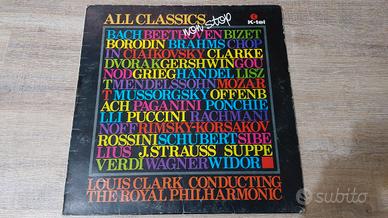 ALL CLASSICS
non stop
K-tel
BACH BEETHOVEN BIZET
BORODIN BRAHMS CHOP
IN CIAIKOVSKY CLARKE
DVORAK GERSHWIN GOU
NOD GRIEG HÄNDEL LISZ
T MENDELSSOHN MOZAR
T MUSSORGSKY OFFENB
ACH PAGANINI PONCHIE
LLI PUCCINI RACHMANI
NOFF RIMSKY-KORSAKOV
ROSSINI SCHUBERT SIBE
LIUS J.STRAUSS SUPPE
VERDI WAGNER WIDOR
LOUIS CLARK CONDUCTING
THE ROYAL PHILHARMONIC
subito